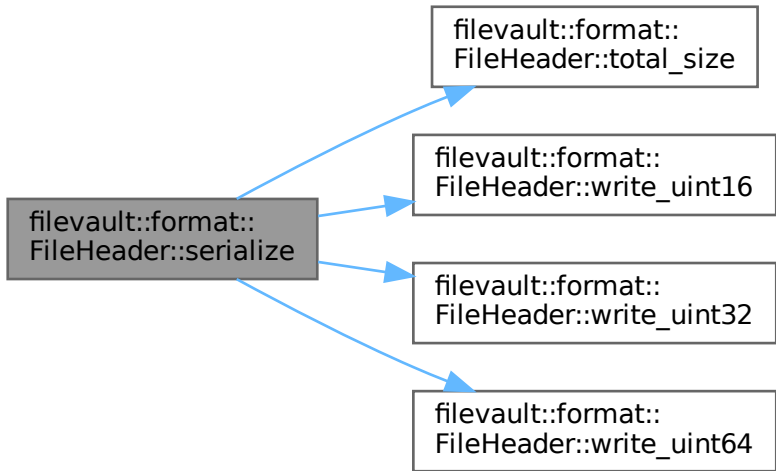 filevault::format::
FileHeader::serialize
filevault::format::
FileHeader::total_size
filevault::format::
FileHeader::write_uint16
filevault::format::
FileHeader::write_uint32
filevault::format::
FileHeader::write_uint64